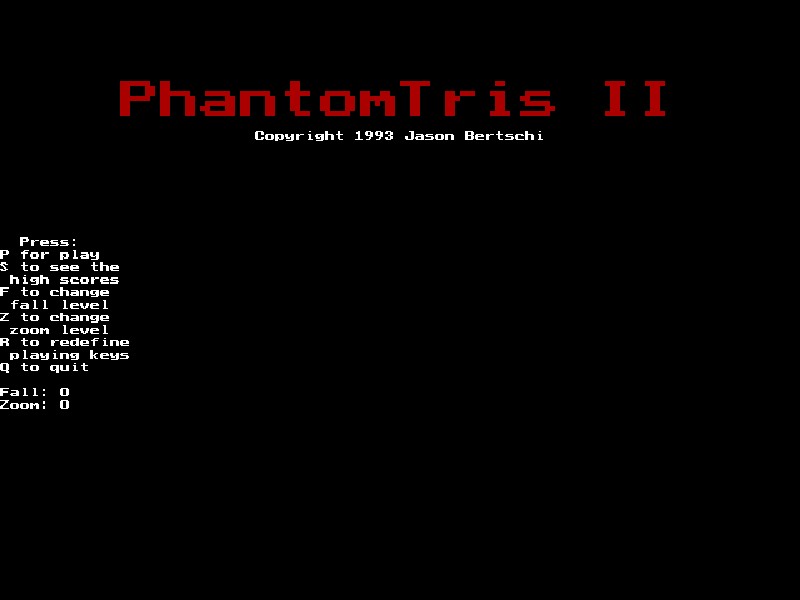 PhantomTris II
Copyright 1993 Jason Bertschi
Press:
P for play
S to see the
high scores
F to change
fall level
Z to change
zoom level
R to redefine
playing keys
Q to quit
Fall: 0
Zoom: 0